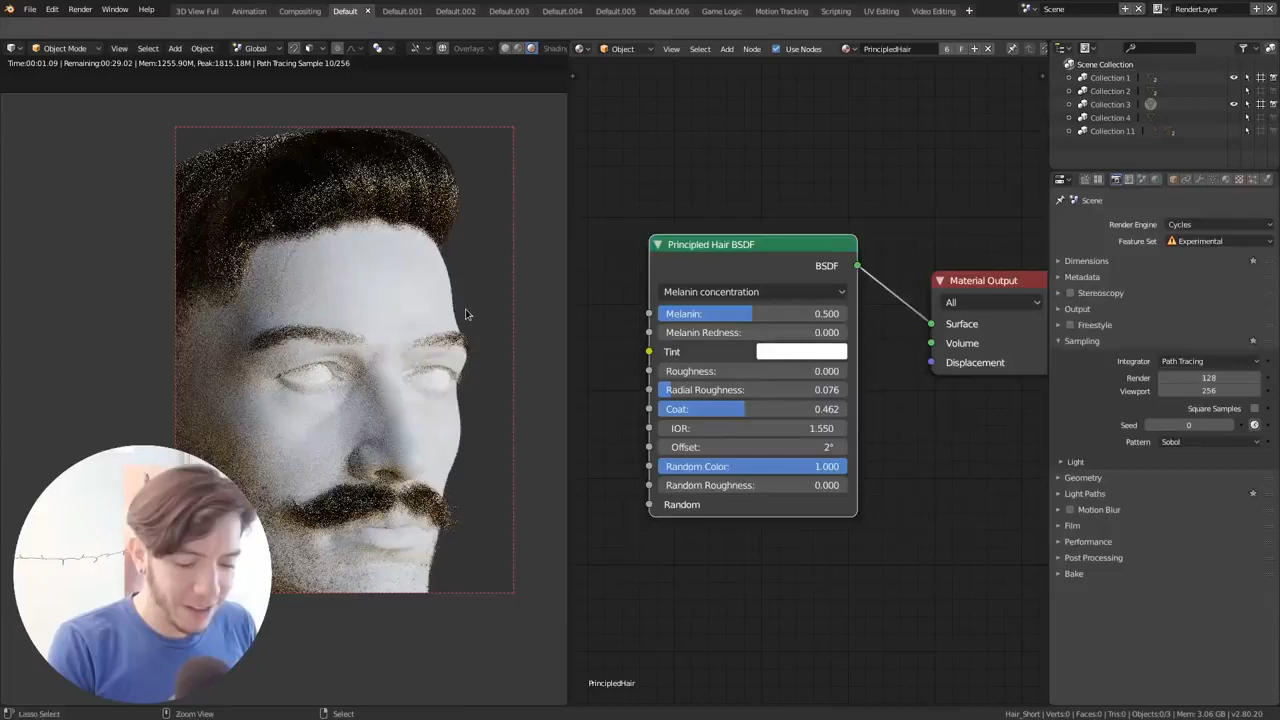 File Edit Render Window Help
3D View Full Animation Compositing Default Default.001 Default.002 Default.003 Default.004 Default.005 Default.006 Game Logic Motion Tracking Scripting UV Editing Video Editing
Scene RenderLayer
Object Mode View Select Add Object Global Overlays Shading
Object View Select Add Node Use Nodes PrincipledHair 6 F
Time:00:01.09 | Remaining:00:29.02 | Mem:1255.90M, Peak:1815.18M | Path Tracing Sample 10/256
Scene Collection
Collection 1 2
Collection 2 2
Collection 3
Collection 4 2
Collection 11 2
Scene
Render Engine Cycles
Feature Set Experimental
Dimensions
Metadata
Stereoscopy
Output
Freestyle
Sampling
Integrator Path Tracing
Render 128
Viewport 256
Square Samples
Seed 0
Pattern Sobol
Light
Geometry
Light Paths
Motion Blur
Film
Performance
Post Processing
Bake
Principled Hair BSDF
BSDF
Melanin concentration
Melanin: 0.500
Melanin Redness: 0.000
Tint
Roughness: 0.000
Radial Roughness: 0.076
Coat: 0.462
IOR: 1.550
Offset: 2°
Random Color: 1.000
Random Roughness: 0.000
Random
Material Output
All
Surface
Volume
Displacement
PrincipledHair
Lasso Select Zoom View Select
Hair_Short | Verts:0 | Faces:0 | Tris:0 | Objects:0/3 | Mem: 3.06 GB | v2.80.20